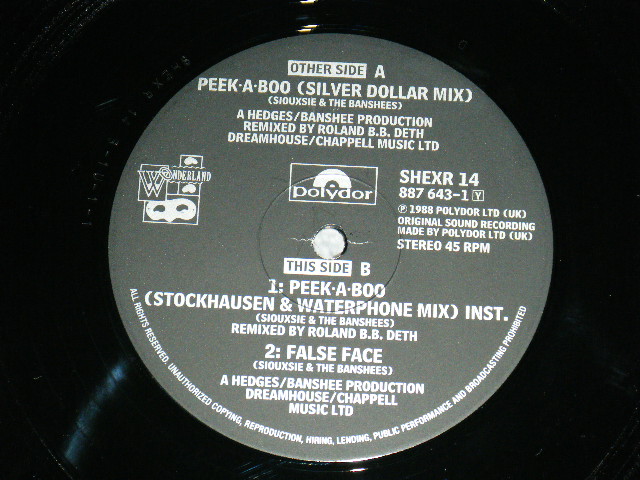 OTHER SIDE A
PEEK·A·BOO (SILVER DOLLAR MIX)
(SIOUXSIE & THE BANSHEES)
A HEDGES/BANSHEE PRODUCTION
REMIXED BY ROLAND B.B. DETH
DREAMHOUSE/CHAPPELL MUSIC LTD
WONDERLAND
polydor
SHEXR 14
887 643-1 Y
℗ 1988 POLYDOR LTD (UK)
ORIGINAL SOUND RECORDING
MADE BY POLYDOR LTD (UK)
STEREO 45 RPM
THIS SIDE B
1: PEEK·A·BOO
(STOCKHAUSEN & WATERPHONE MIX) INST.
(SIOUXSIE & THE BANSHEES)
REMIXED BY ROLAND B.B. DETH
2: FALSE FACE
(SIOUXSIE & THE BANSHEES)
A HEDGES/BANSHEE PRODUCTION
DREAMHOUSE/CHAPPELL
MUSIC LTD
ALL RIGHTS RESERVED. UNAUTHORIZED COPYING, REPRODUCTION, HIRING, LENDING, PUBLIC PERFORMANCE AND BROADCASTING PROHIBITED